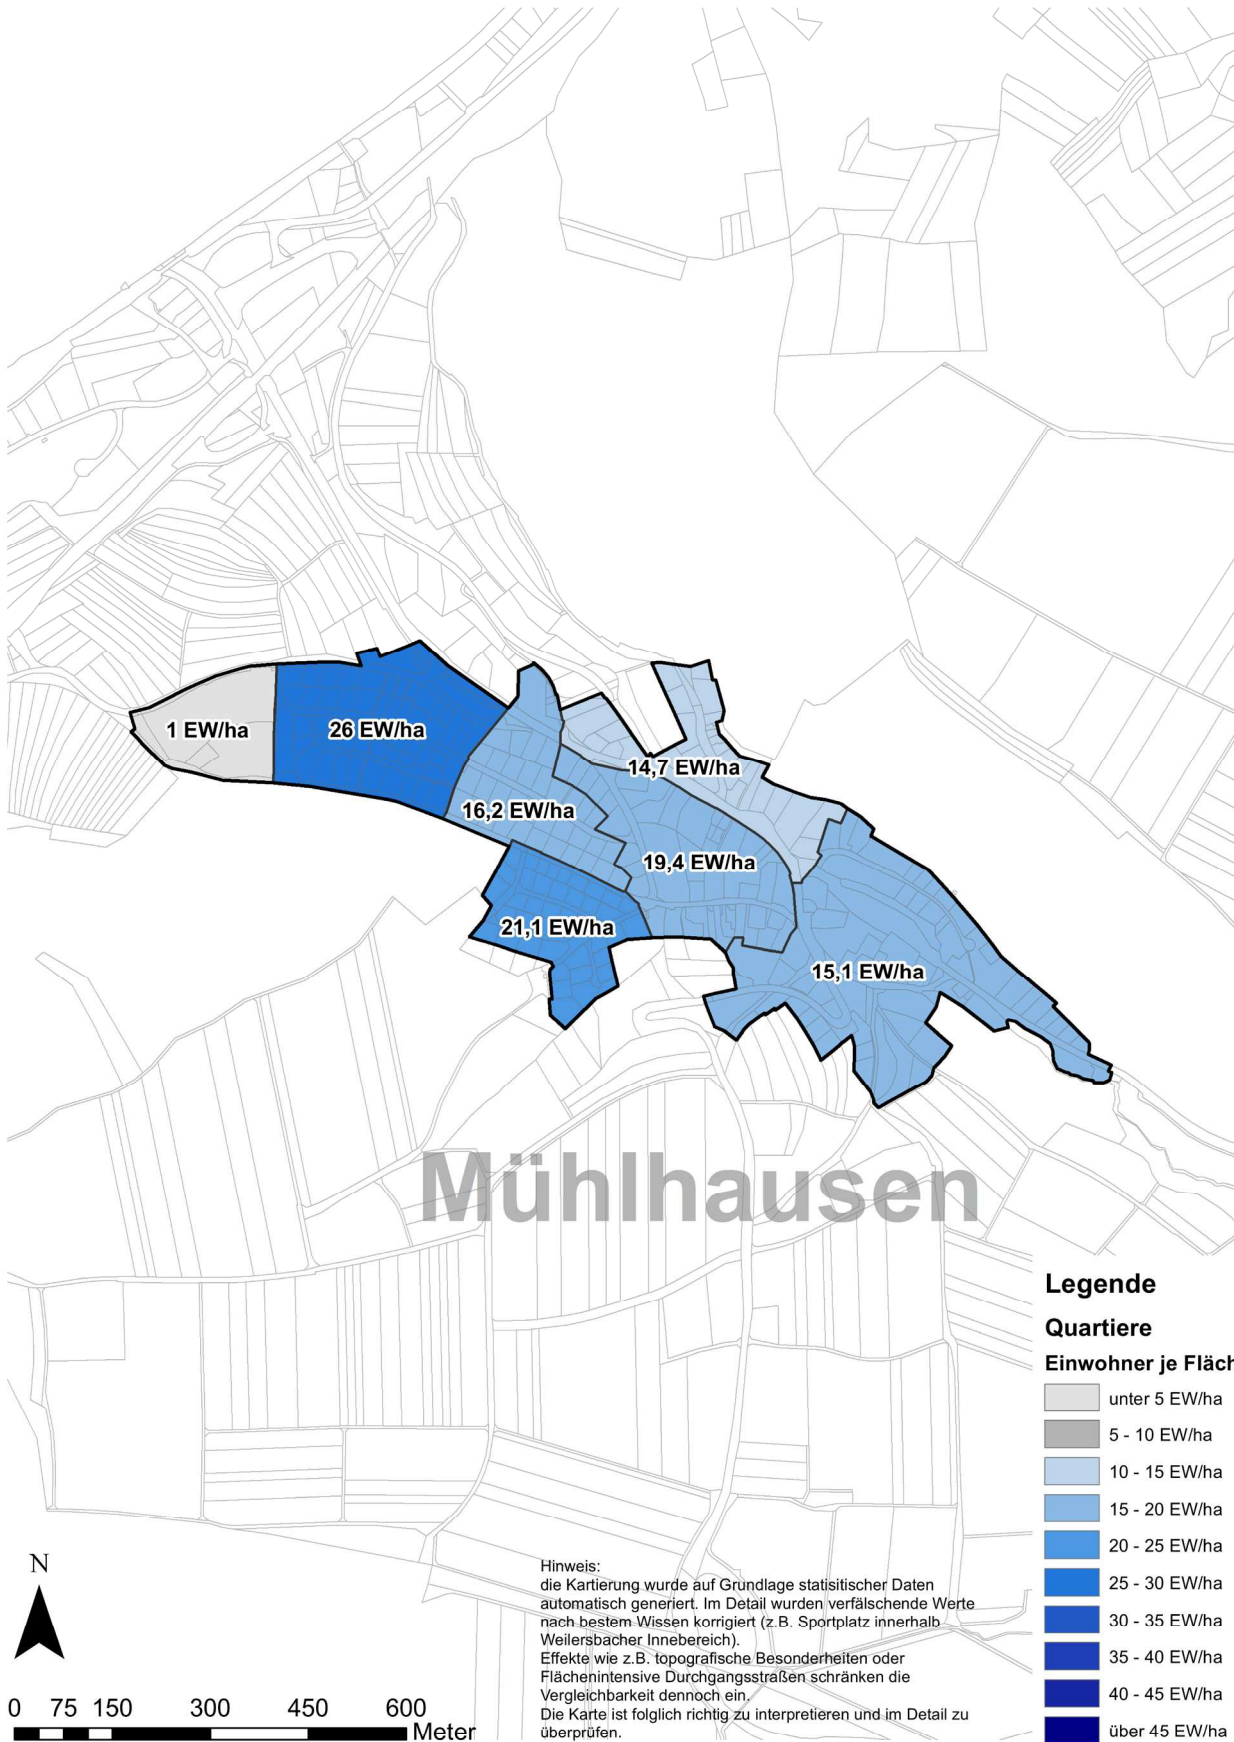 1 EW/ha
26 EW/ha
14,7 EW/ha
16,2 EW/ha
19,4 EW/ha
21,1 EW/ha
15,1 EW/ha
Mühlhausen
Legende
Quartiere
Einwohner je Fläch
unter 5 EW/ha
5 - 10 EW/ha
10 - 15 EW/ha
15 - 20 EW/ha
20 - 25 EW/ha
25 - 30 EW/ha
30 - 35 EW/ha
35 - 40 EW/ha
40 - 45 EW/ha
über 45 EW/ha
N
0 75 150 300 450 600
Meter
Hinweis:
die Kartierung wurde auf Grundlage statisitischer Daten
automatisch generiert. Im Detail wurden verfälschende Werte
nach bestem Wissen korrigiert (z.B. Sportplatz innerhalb
Weilersbacher Innebereich).
Effekte wie z.B. topografische Besonderheiten oder
Flächenintensive Durchgangsstraßen schränken die
Vergleichbarkeit dennoch ein.
Die Karte ist folglich richtig zu interpretieren und im Detail zu
überprüfen.